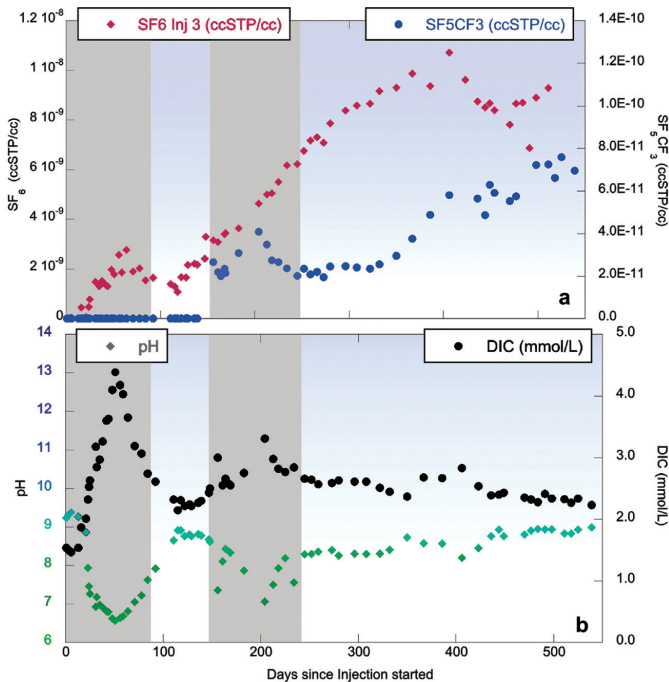 1.2 10⁻⁸
SF6 Inj 3 (ccSTP/cc)
SF5CF3 (ccSTP/cc)
1.4E-10
1 10⁻⁸
1.2E-10
8 10⁻⁹
1.0E-10
6 10⁻⁹
8.0E-11
4 10⁻⁹
6.0E-11
2 10⁻⁹
4.0E-11
0
2.0E-11
0.0
SF₆ (ccSTP/cc)
SF₅CF₃ (ccSTP/cc)
a
14
pH
DIC (mmol/L)
5.0
13
12
4.0
11
10
3.0
9
2.0
8
1.0
7
6
0.0
pH
DIC (mmol/L)
b
0 100 200 300 400 500
Days since Injection started